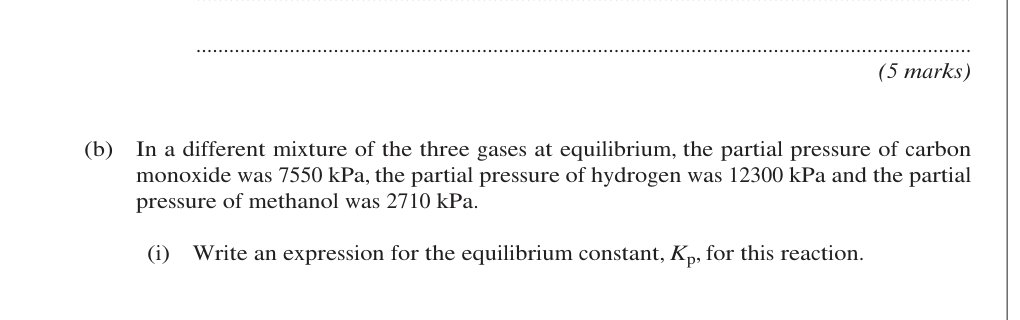 (5 marks)
(b) In a different mixture of the three gases at equilibrium, the partial pressure of carbon
monoxide was 7550 kPa, the partial pressure of hydrogen was 12300 kPa and the partial
pressure of methanol was 2710 kPa.
(i) Write an expression for the equilibrium constant, Kp, for this reaction.